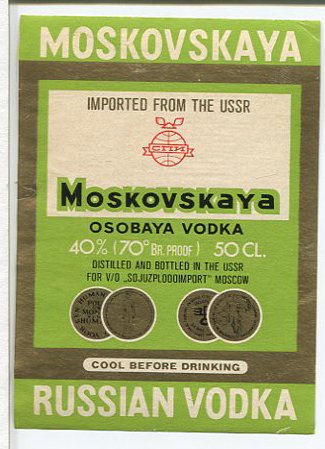 MOSKOVSKAYA
IMPORTED FROM THE USSR
СПИ
MOSKOVSKAYA
OSOBAYA VODKA
40% (70° BR. PROOF) 50 CL.
DISTILLED AND BOTTLED IN THE USSR
FOR V/O „SOJUZPLODOIMPORT" MOSCOW
COOL BEFORE DRINKING
RUSSIAN VODKA